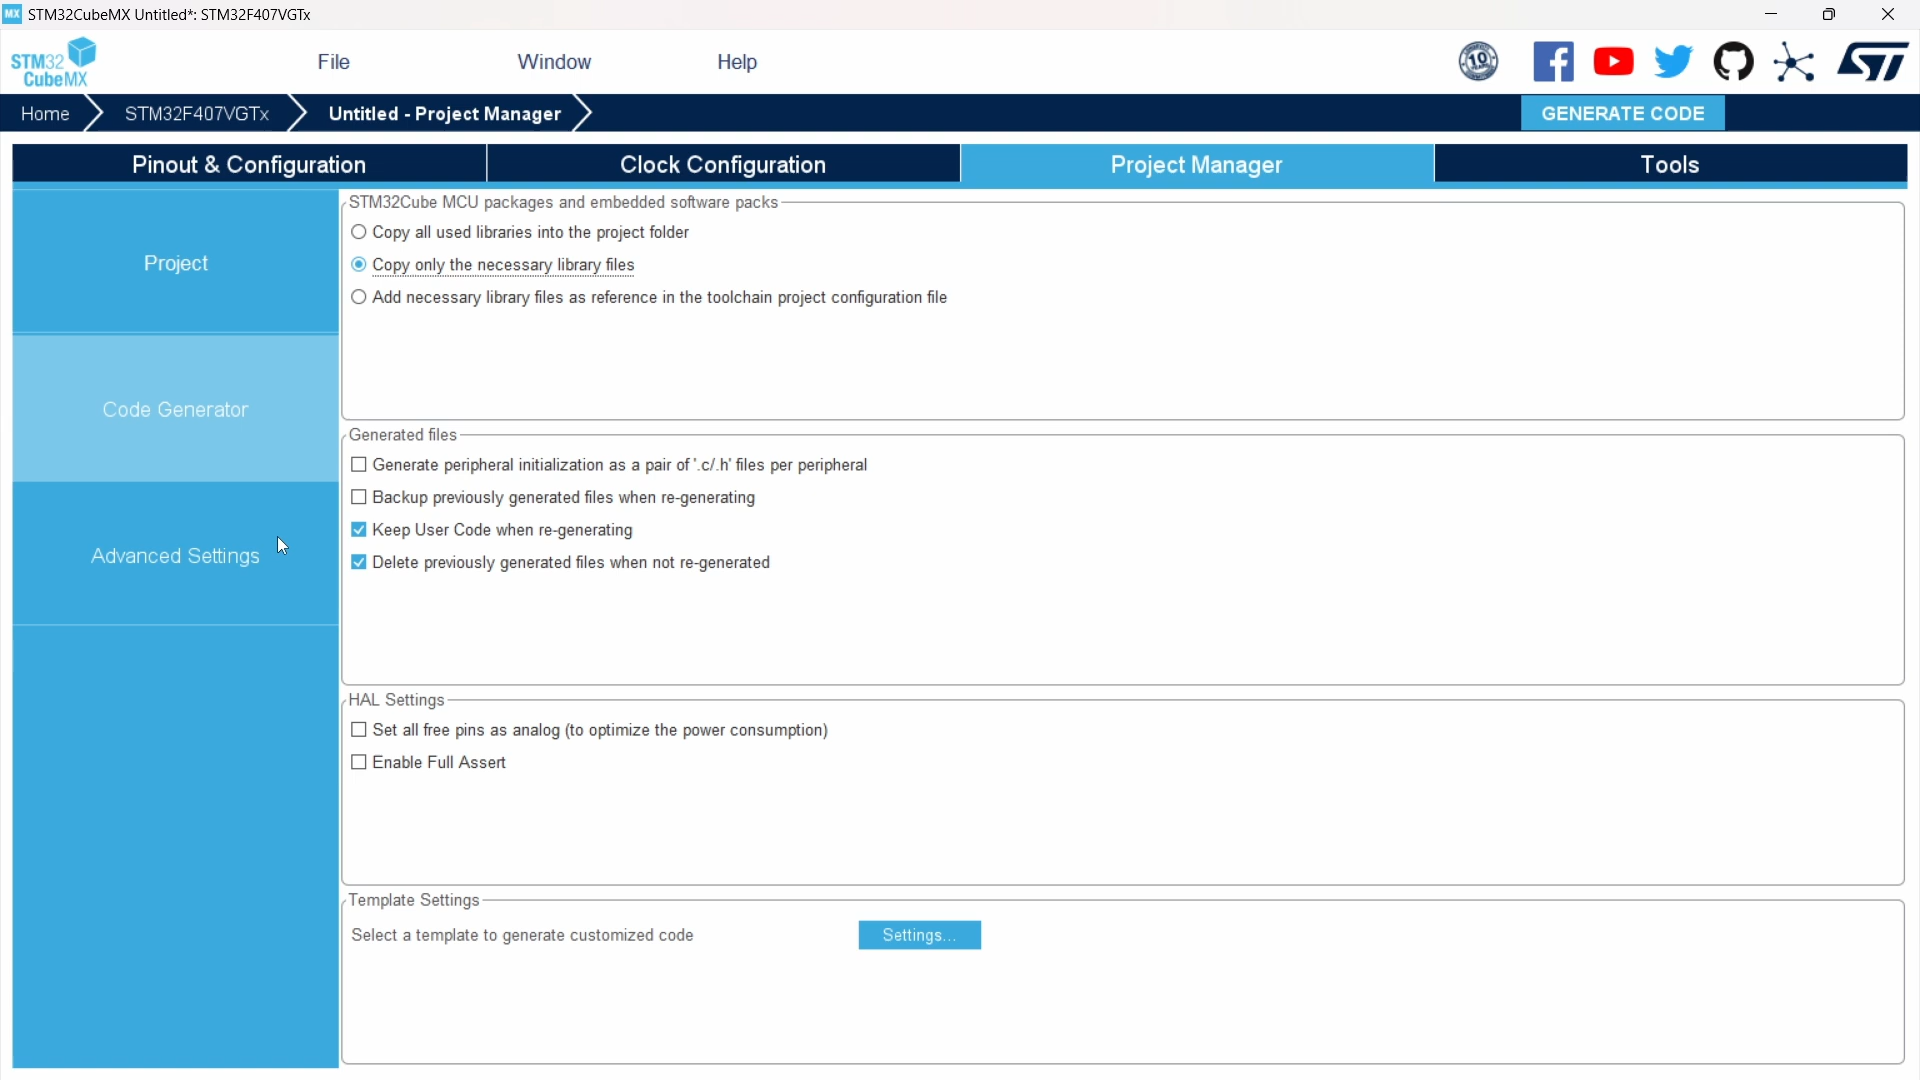 MX STM32CubeMX Untitled*: STM32F407VGTx
STM32
CubeMX
File Window Help
10
Home STM32F407VGTx Untitled - Project Manager GENERATE CODE
Pinout & Configuration Clock Configuration Project Manager Tools
Project
Code Generator
Advanced Settings
STM32Cube MCU packages and embedded software packs
Copy all used libraries into the project folder
Copy only the necessary library files
Add necessary library files as reference in the toolchain project configuration file
Generated files
Generate peripheral initialization as a pair of '.c/.h' files per peripheral
Backup previously generated files when re-generating
Keep User Code when re-generating
Delete previously generated files when not re-generated
HAL Settings
Set all free pins as analog (to optimize the power consumption)
Enable Full Assert
Template Settings
Select a template to generate customized code Settings...